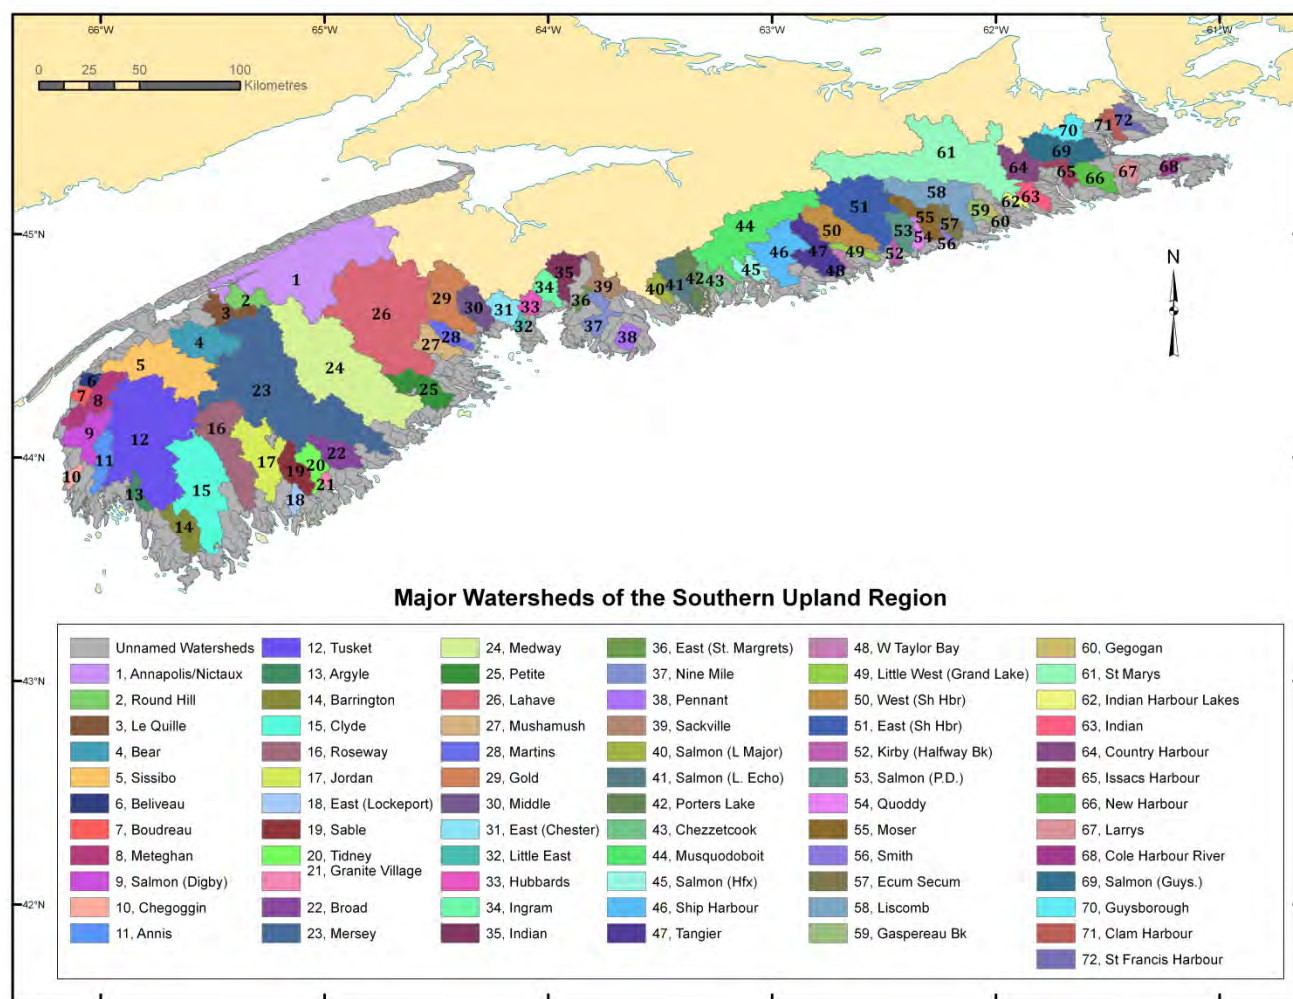 66°W 65°W 64°W 63°W 62°W 61°W
0 25 50 100
Kilometres
45°N
44°N
43°N
42°N
N
1
2
3
4
5
6
7
8
9
10
11
12
13
14
15
16
17
18
19
20
21
22
23
24
25
26
27
28
29
30
31
32
33
34
35
36
37
38
39
40
41
42
43
44
45
46
47
48
49
50
51
52
53
54
55
56
57
58
59
60
61
62
63
64
65
66
67
68
69
70
71
72
Major Watersheds of the Southern Upland Region
Unnamed Watersheds
1, Annapolis/Nictaux
2, Round Hill
3, Le Quille
4, Bear
5, Sissibo
6, Beliveau
7, Boudreau
8, Meteghan
9, Salmon (Digby)
10, Chegoggin
11, Annis
12, Tusket
13, Argyle
14, Barrington
15, Clyde
16, Roseway
17, Jordan
18, East (Lockeport)
19, Sable
20, Tidney
21, Granite Village
22, Broad
23, Mersey
24, Medway
25, Petite
26, Lahave
27, Mushamush
28, Martins
29, Gold
30, Middle
31, East (Chester)
32, Little East
33, Hubbards
34, Ingram
35, Indian
36, East (St. Margrets)
37, Nine Mile
38, Pennant
39, Sackville
40, Salmon (L Major)
41, Salmon (L. Echo)
42, Porters Lake
43, Chezzetcook
44, Musquodoboit
45, Salmon (Hfx)
46, Ship Harbour
47, Tangier
48, W Taylor Bay
49, Little West (Grand Lake)
50, West (Sh Hbr)
51, East (Sh Hbr)
52, Kirby (Halfway Bk)
53, Salmon (P.D.)
54, Quoddy
55, Moser
56, Smith
57, Ecum Secum
58, Liscomb
59, Gaspereau Bk
60, Gegogan
61, St Marys
62, Indian Harbour Lakes
63, Indian
64, Country Harbour
65, Issacs Harbour
66, New Harbour
67, Larrys
68, Cole Harbour River
69, Salmon (Guys.)
70, Guysborough
71, Clam Harbour
72, St Francis Harbour